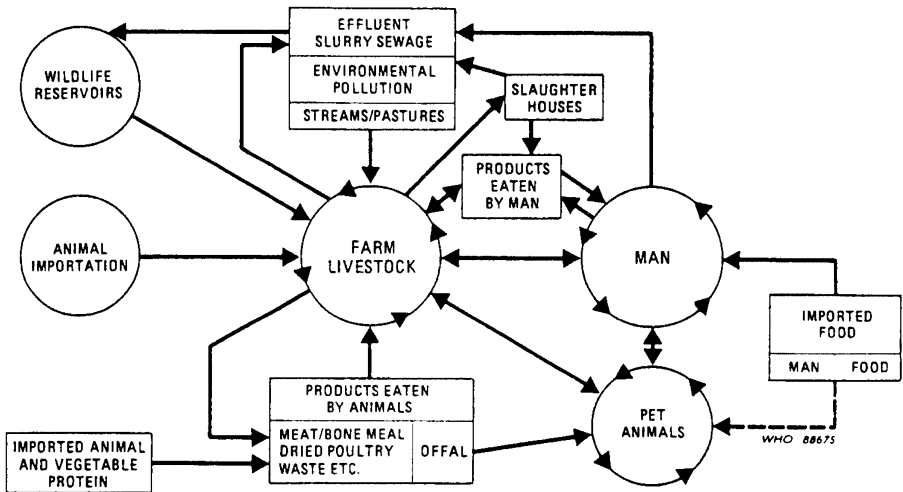 EFFLUENT
SLURRY SEWAGE
ENVIRONMENTAL
POLLUTION
STREAMS/PASTURES
WILDLIFE
RESERVOIRS
SLAUGHTER
HOUSES
PRODUCTS
EATEN
BY MAN
ANIMAL
IMPORTATION
FARM
LIVESTOCK
MAN
IMPORTED
FOOD
MAN FOOD
PRODUCTS EATEN
BY ANIMALS
MEAT/BONE MEAL
DRIED POULTRY
WASTE ETC.
OFFAL
PET
ANIMALS
IMPORTED ANIMAL
AND VEGETABLE
PROTEIN
WHO 88675